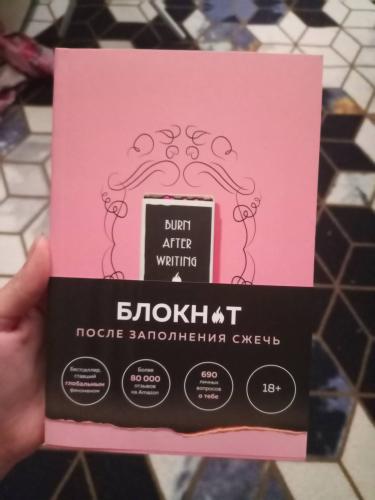 BURN
AFTER
WRITING
БЛОКНОТ
ПОСЛЕ ЗАПОЛНЕНИЯ СЖЕЧЬ
Бестселлер,
ставший
глобальным
феноменом
Более
80 000
отзывов
на Amazon
690
личных
вопросов
о тебе
18+